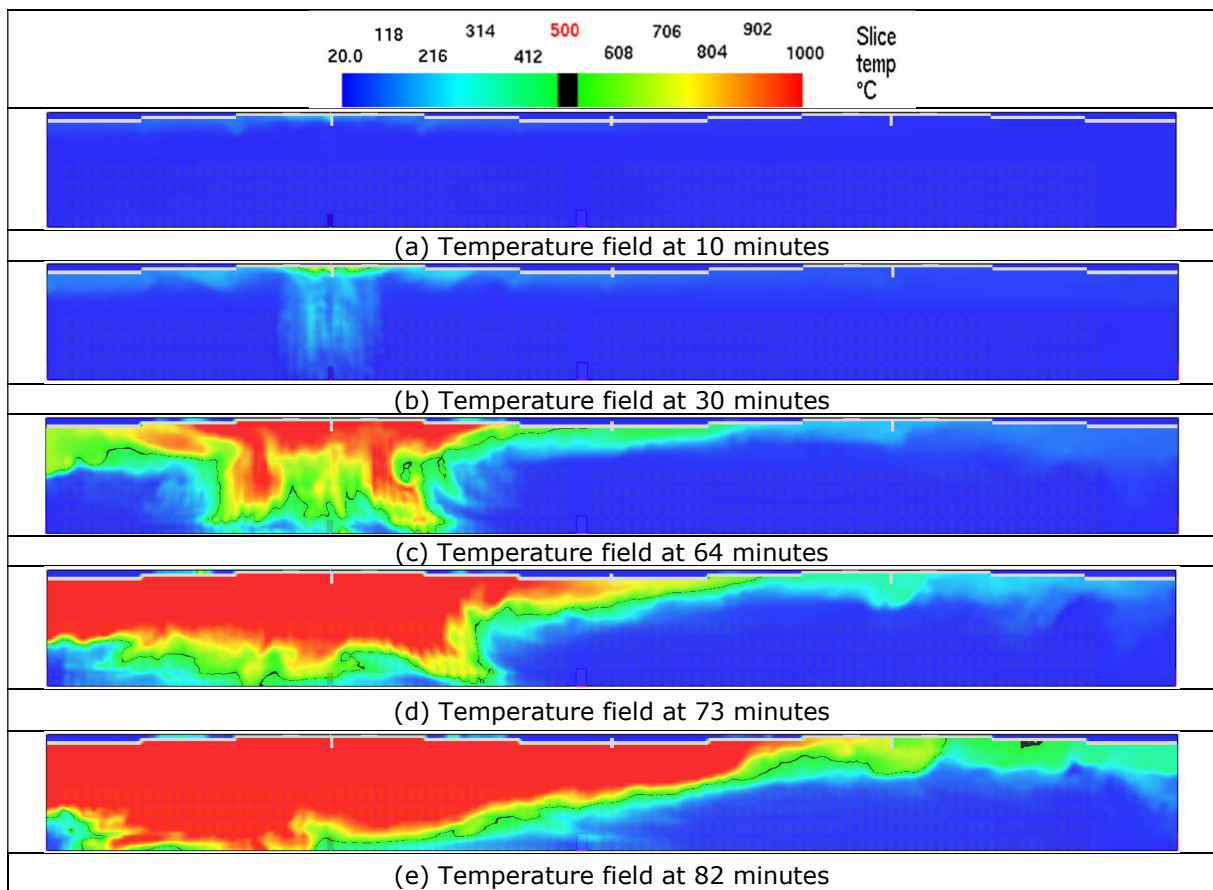 118 314 500 706 902
20.0 216 412 608 804 1000
Slice
temp
°C
(a) Temperature field at 10 minutes
(b) Temperature field at 30 minutes
(c) Temperature field at 64 minutes
(d) Temperature field at 73 minutes
(e) Temperature field at 82 minutes